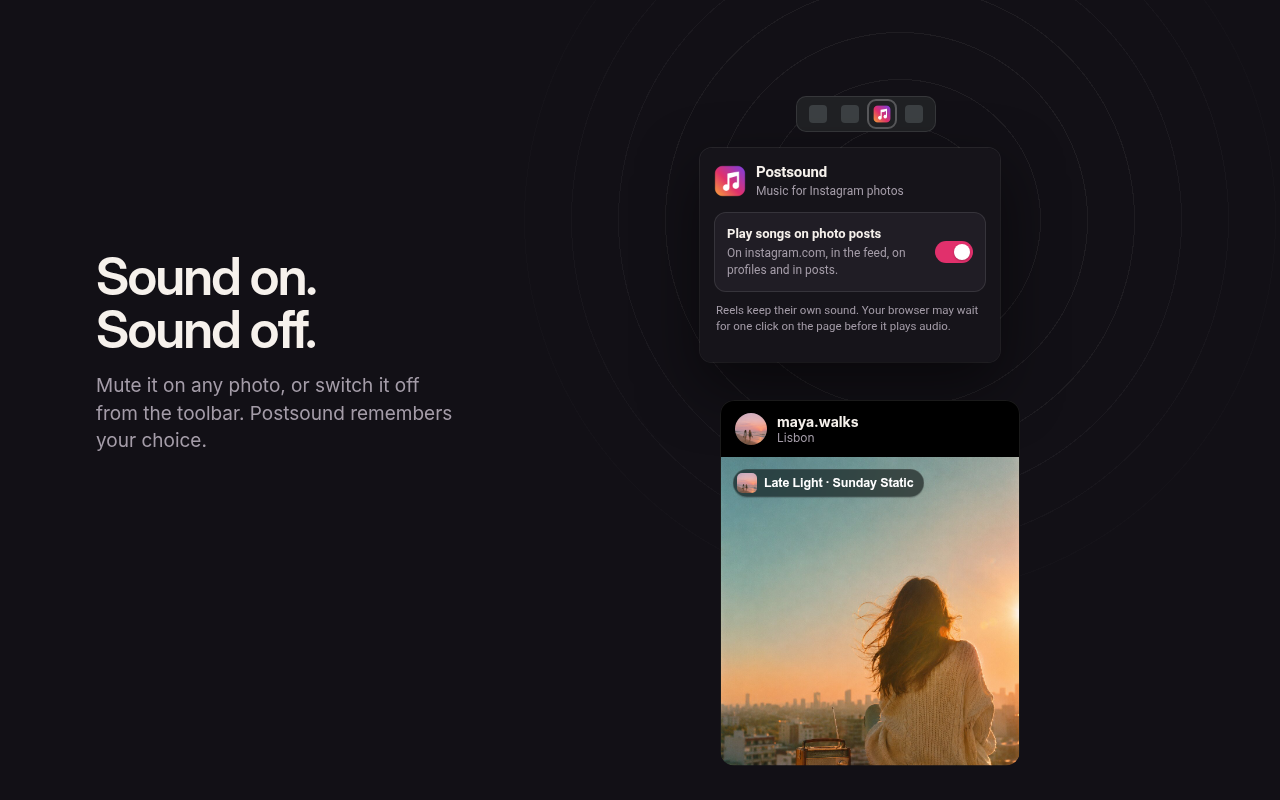 Sound on.
Sound off.
Mute it on any photo, or switch it off
from the toolbar. Postsound remembers
your choice.
Postsound
Music for Instagram photos
Play songs on photo posts
On instagram.com, in the feed, on
profiles and in posts.
Reels keep their own sound. Your browser may wait
for one click on the page before it plays audio.
maya.walks
Lisbon
Late Light · Sunday Static